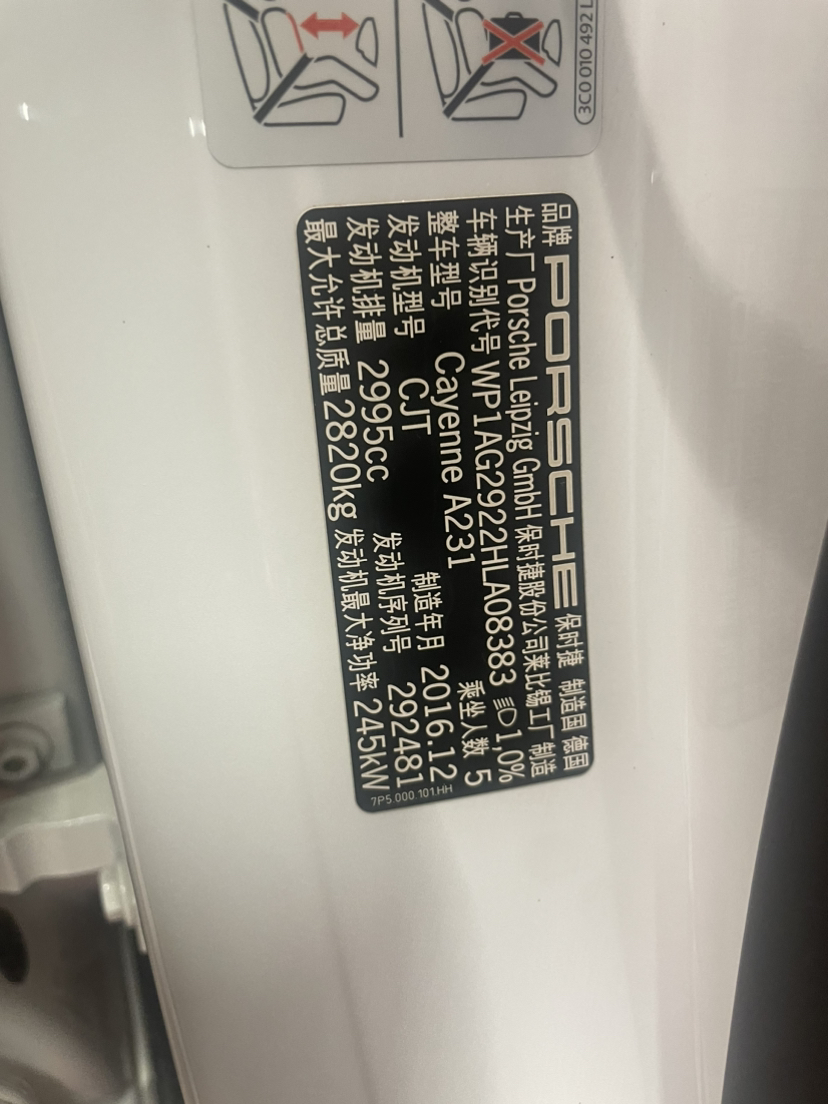 3C0 010 492
品牌 PORSCHE 保时捷 制造国 德国
生产厂 Porsche Leipzig GmbH 保时捷股份公司莱比锡工厂 制造
车辆识别代号 WP1AG2922HLA08383 1,0%
整车型号 Cayenne A231 乘坐人数 5
发动机型号 CJT 制造年月 2016.12
发动机排量 2995cc 发动机序列号 292481
最大允许总质量 2820kg 发动机最大净功率 245kW
7P5.000.101.HH